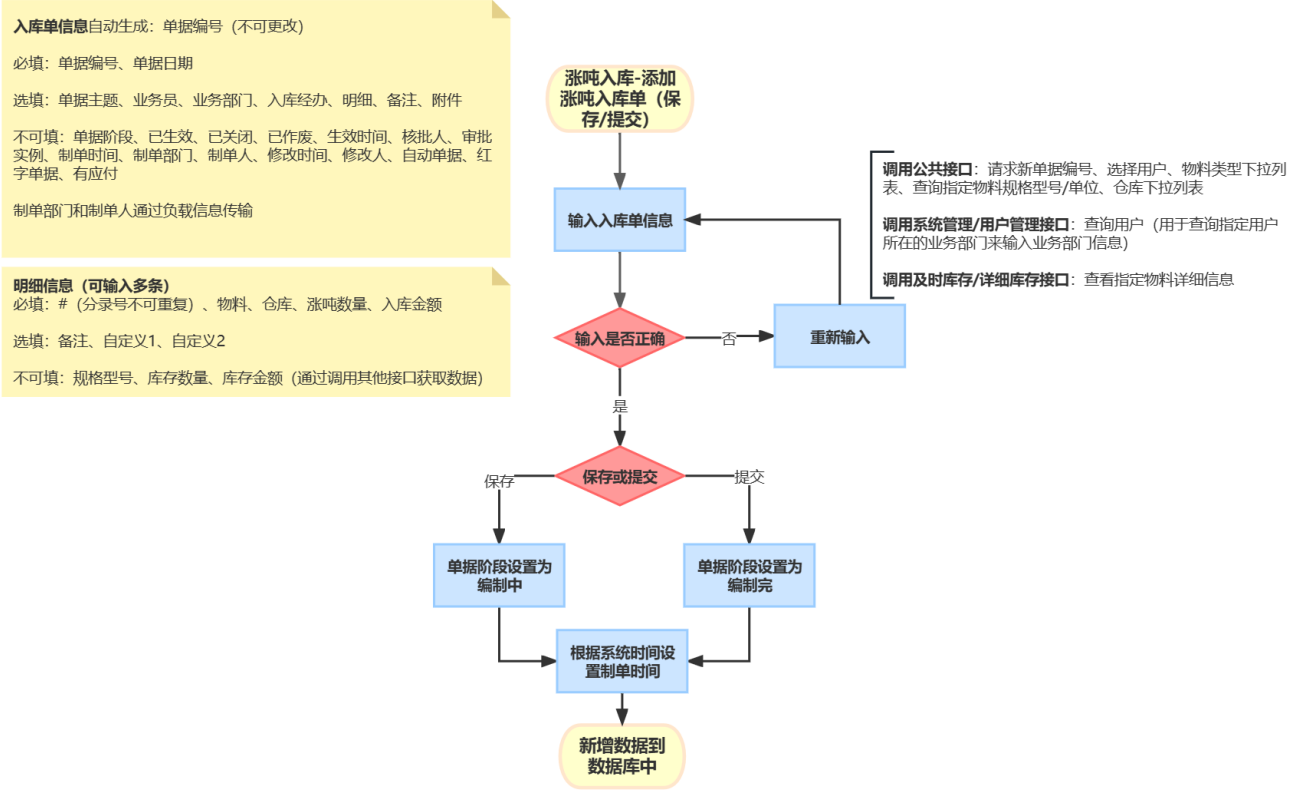 入库单信息自动生成：单据编号（不可更改）
必填：单据编号、单据日期
选填：单据主题、业务员、业务部门、入库经办、明细、备注、附件
不可填：单据阶段、已生效、已关闭、已作废、生效时间、核批人、审批
实例、制单时间、制单部门、制单人、修改时间、修改人、自动单据、红
字单据、有应付
制单部门和制单人通过负载信息传输
明细信息（可输入多条）
必填：#（分录号不可重复）、物料、仓库、涨吨数量、入库金额
选填：备注、自定义1、自定义2
不可填：规格型号、库存数量、库存金额（通过调用其他接口获取数据）
涨吨入库-添加
涨吨入库单（保
存/提交）
输入入库单信息
输入是否正确
否
重新输入
是
保存或提交
保存
提交
单据阶段设置为
编制中
单据阶段设置为
编制完
根据系统时间设
置制单时间
新增数据到
数据库中
调用公共接口：请求新单据编号、选择用户、物料类型下拉列
表、查询指定物料规格型号/单位、仓库下拉列表
调用系统管理/用户管理接口：查询用户（用于查询指定用户
所在的业务部门来输入业务部门信息）
调用及时库存/详细库存接口：查看指定物料详细信息